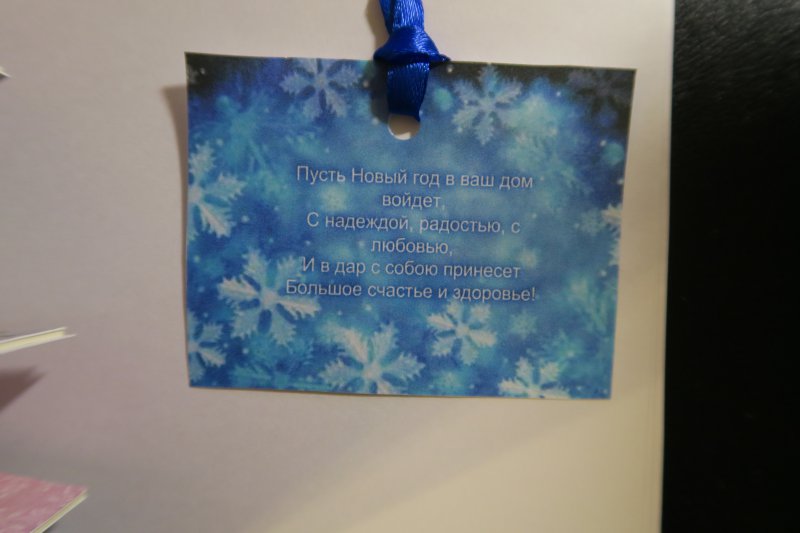 Пусть Новый год в ваш дом
войдет,
С надеждой, радостью, с
любовью,
И в дар с собою принесет
Большое счастье и здоровье!